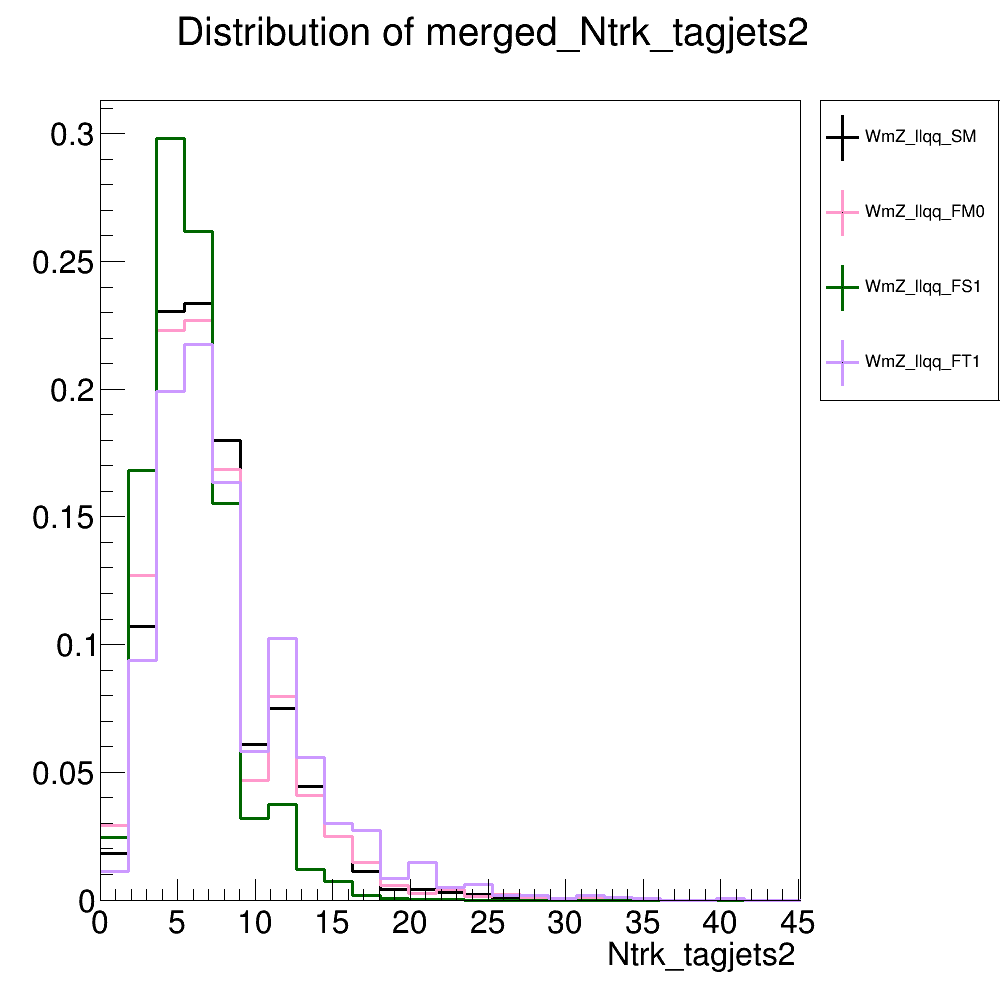 Distribution of merged_Ntrk_tagjets2
0.3
0.25
0.2
0.15
0.1
0.05
0
0 5 10 15 20 25 30 35 40 45
Ntrk_tagjets2
WmZ_llqq_SM
WmZ_llqq_FM0
WmZ_llqq_FS1
WmZ_llqq_FT1